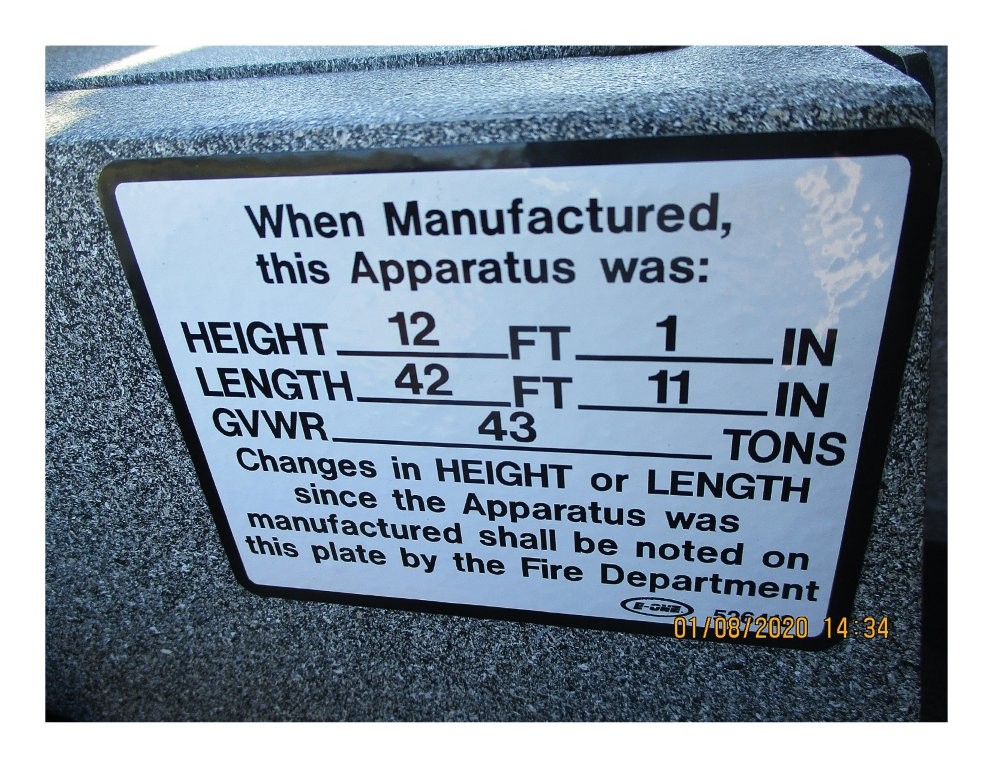 When Manufactured,
this Apparatus was:
HEIGHT 12 FT 1 IN
LENGTH 42 FT 11 IN
GVWR 43 TONS
Changes in HEIGHT or LENGTH
since the Apparatus was
manufactured shall be noted on
this plate by the Fire Department
E-ONE
01/08/2020 14:34